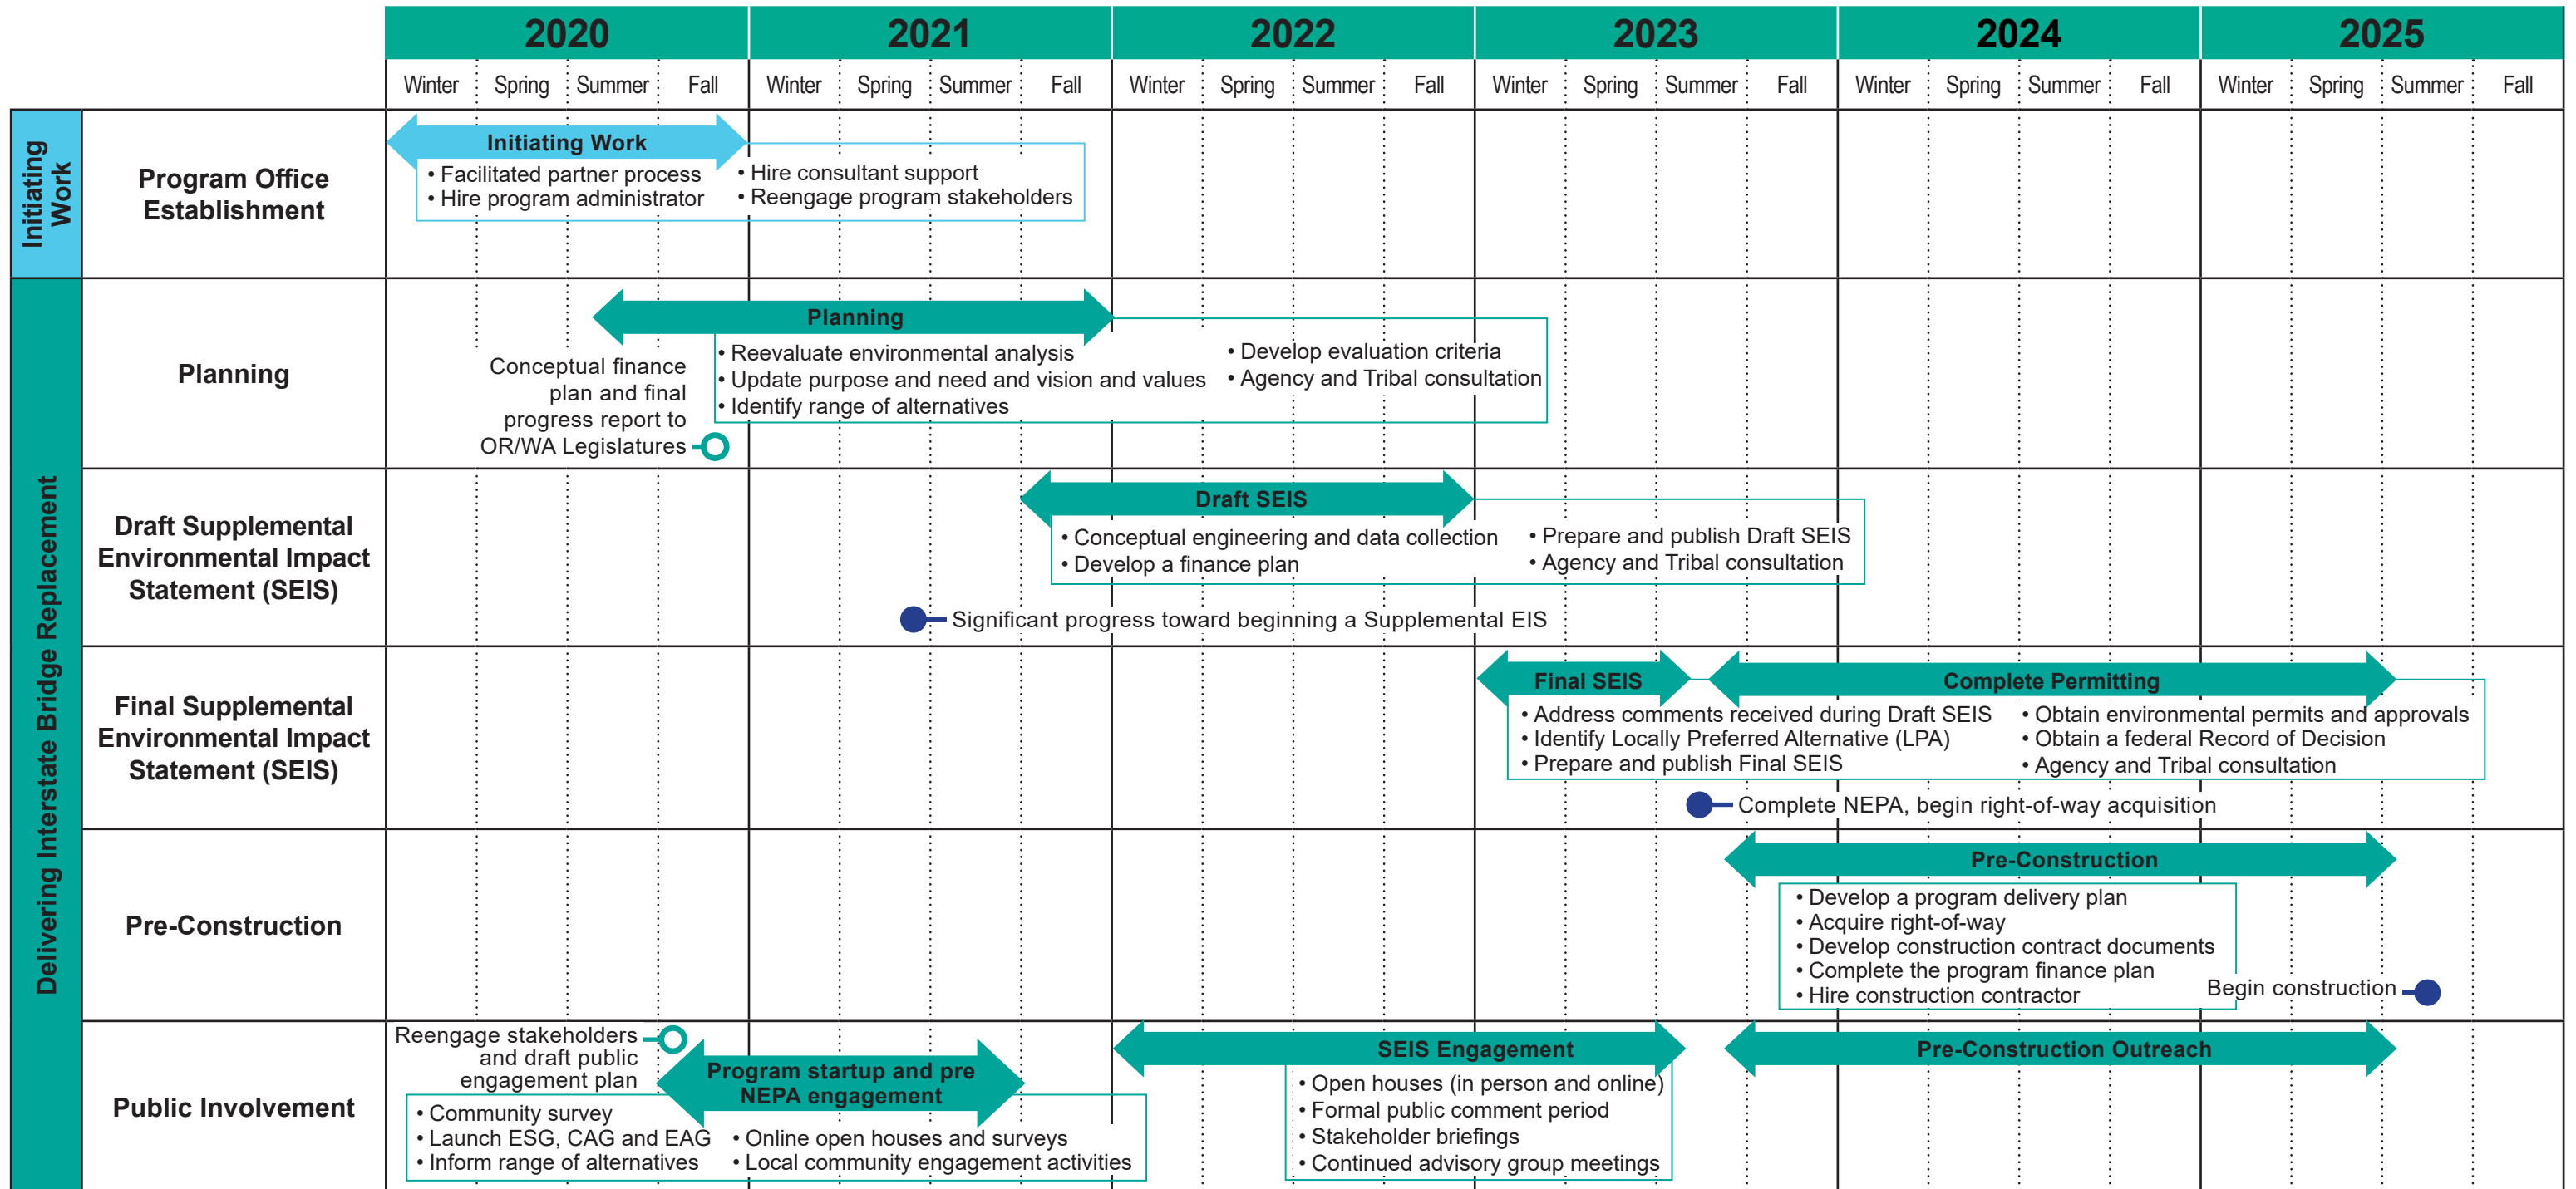 2020 2021 2022 2023 2024 2025
Winter Spring Summer Fall Winter Spring Summer Fall Winter Spring Summer Fall Winter Spring Summer Fall Winter Spring Summer Fall Winter Spring Summer Fall
Initiating
Work
Program Office
Establishment
Initiating Work
• Facilitated partner process
• Hire program administrator
• Hire consultant support
• Reengage program stakeholders
Delivering Interstate Bridge Replacement
Planning
Planning
Conceptual finance
plan and final
progress report to
OR/WA Legislatures
• Reevaluate environmental analysis
• Update purpose and need and vision and values
• Identify range of alternatives
• Develop evaluation criteria
• Agency and Tribal consultation
Draft Supplemental
Environmental Impact
Statement (SEIS)
Draft SEIS
• Conceptual engineering and data collection
• Develop a finance plan
• Prepare and publish Draft SEIS
• Agency and Tribal consultation
Significant progress toward beginning a Supplemental EIS
Final Supplemental
Environmental Impact
Statement (SEIS)
Final SEIS
Complete Permitting
• Address comments received during Draft SEIS
• Identify Locally Preferred Alternative (LPA)
• Prepare and publish Final SEIS
• Obtain environmental permits and approvals
• Obtain a federal Record of Decision
• Agency and Tribal consultation
Complete NEPA, begin right-of-way acquisition
Pre-Construction
Pre-Construction
• Develop a program delivery plan
• Acquire right-of-way
• Develop construction contract documents
• Complete the program finance plan
• Hire construction contractor
Begin construction
Public Involvement
Reengage stakeholders
and draft public
engagement plan
Program startup and pre
NEPA engagement
• Community survey
• Launch ESG, CAG and EAG
• Inform range of alternatives
• Online open houses and surveys
• Local community engagement activities
SEIS Engagement
• Open houses (in person and online)
• Formal public comment period
• Stakeholder briefings
• Continued advisory group meetings
Pre-Construction Outreach